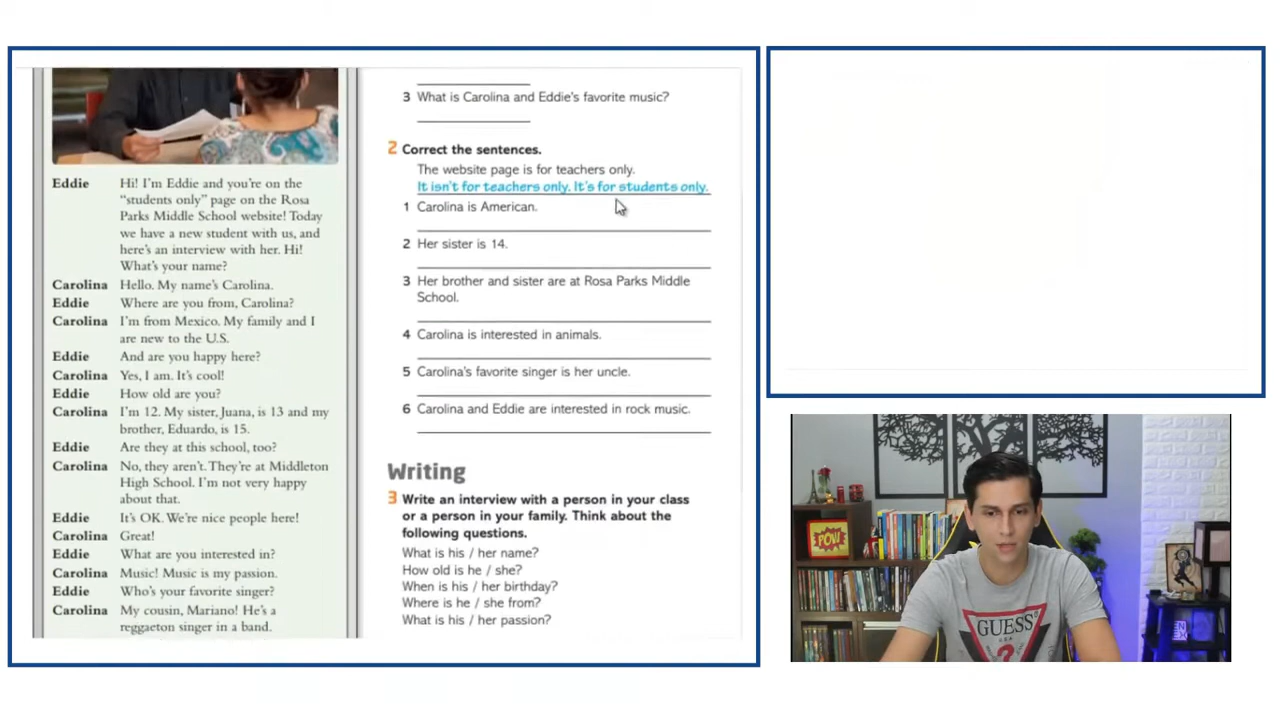 Eddie Hi! I'm Eddie and you're on the
"students only" page on the Rosa
Parks Middle School website! Today
we have a new student with us, and
here's an interview with her. Hi!
What's your name?
Carolina Hello. My name's Carolina.
Eddie Where are you from, Carolina?
Carolina I'm from Mexico. My family and I
are new to the U.S.
Eddie And are you happy here?
Carolina Yes, I am. It's cool!
Eddie How old are you?
Carolina I'm 12. My sister, Juana, is 13 and my
brother, Eduardo, is 15.
Eddie Are they at this school, too?
Carolina No, they aren't. They're at Middleton
High School. I'm not very happy
about that.
Eddie It's OK. We're nice people here!
Carolina Great!
Eddie What are you interested in?
Carolina Music! Music is my passion.
Eddie Who's your favorite singer?
Carolina My cousin, Mariano! He's a
reggaeton singer in a band.
3 What is Carolina and Eddie's favorite music?
2 Correct the sentences.
The website page is for teachers only.
It isn't for teachers only. It's for students only.
1 Carolina is American.
2 Her sister is 14.
3 Her brother and sister are at Rosa Parks Middle
School.
4 Carolina is interested in animals.
5 Carolina's favorite singer is her uncle.
6 Carolina and Eddie are interested in rock music.
Writing
3 Write an interview with a person in your class
or a person in your family. Think about the
following questions.
What is his / her name?
How old is he / she?
When is his / her birthday?
Where is he / she from?
What is his / her passion?
POW
GUESS